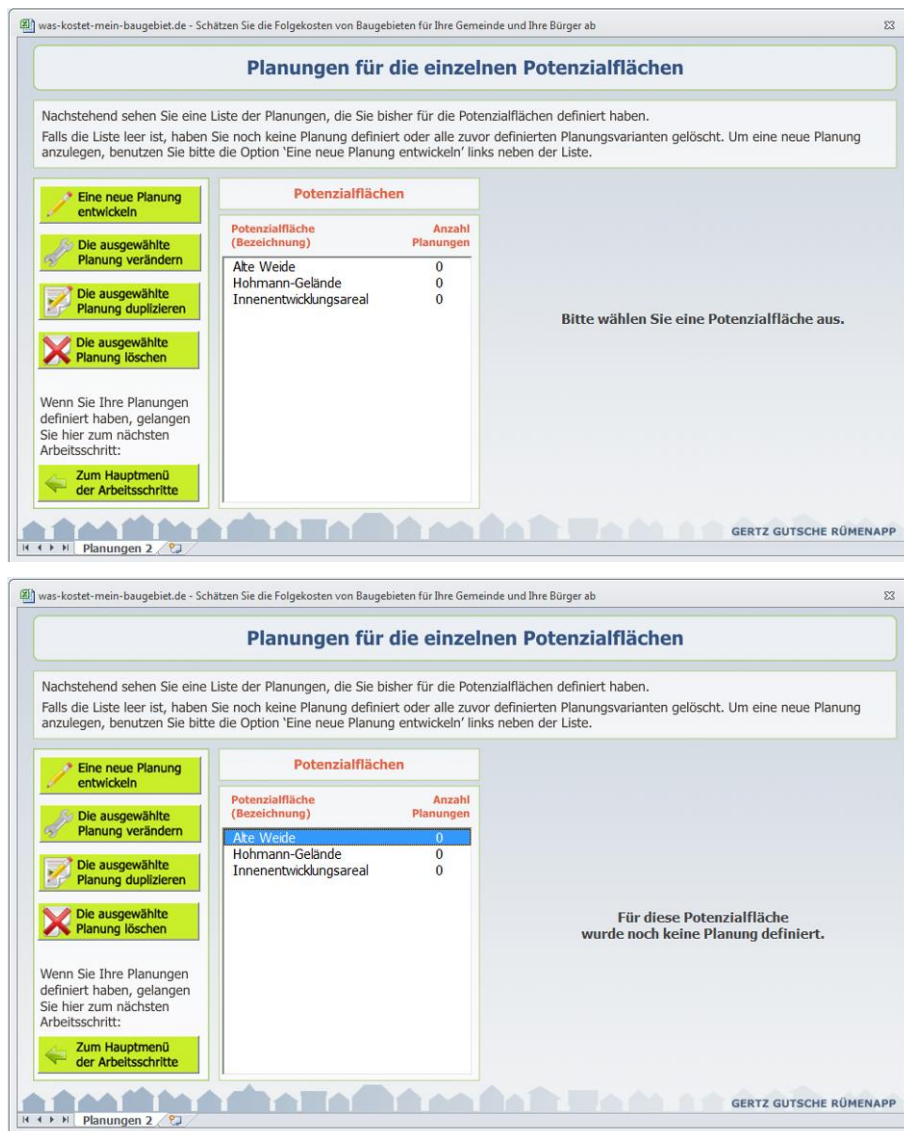 was-kostet-mein-baugebiet.de - Schätzen Sie die Folgekosten von Baugebieten für Ihre Gemeinde und Ihre Bürger ab
Planungen für die einzelnen Potenzialflächen
Nachstehend sehen Sie eine Liste der Planungen, die Sie bisher für die Potenzialflächen definiert haben.
Falls die Liste leer ist, haben Sie noch keine Planung definiert oder alle zuvor definierten Planungsvarianten gelöscht. Um eine neue Planung
anzulegen, benutzen Sie bitte die Option 'Eine neue Planung entwickeln' links neben der Liste.
Eine neue Planung
entwickeln
Die ausgewählte
Planung verändern
Die ausgewählte
Planung duplizieren
Die ausgewählte
Planung löschen
Wenn Sie Ihre Planungen
definiert haben, gelangen
Sie hier zum nächsten
Arbeitsschritt:
Zum Hauptmenü
der Arbeitsschritte
Potenzialflächen
Potenzialfläche Anzahl
(Bezeichnung) Planungen
Alte Weide 0
Hohmann-Gelände 0
Innenentwicklungsareal 0
Bitte wählen Sie eine Potenzialfläche aus.
GERTZ GUTSCHE RÜMENAPP
Planungen 2
was-kostet-mein-baugebiet.de - Schätzen Sie die Folgekosten von Baugebieten für Ihre Gemeinde und Ihre Bürger ab
Planungen für die einzelnen Potenzialflächen
Nachstehend sehen Sie eine Liste der Planungen, die Sie bisher für die Potenzialflächen definiert haben.
Falls die Liste leer ist, haben Sie noch keine Planung definiert oder alle zuvor definierten Planungsvarianten gelöscht. Um eine neue Planung
anzulegen, benutzen Sie bitte die Option 'Eine neue Planung entwickeln' links neben der Liste.
Eine neue Planung
entwickeln
Die ausgewählte
Planung verändern
Die ausgewählte
Planung duplizieren
Die ausgewählte
Planung löschen
Wenn Sie Ihre Planungen
definiert haben, gelangen
Sie hier zum nächsten
Arbeitsschritt:
Zum Hauptmenü
der Arbeitsschritte
Potenzialflächen
Potenzialfläche Anzahl
(Bezeichnung) Planungen
Alte Weide 0
Hohmann-Gelände 0
Innenentwicklungsareal 0
Für diese Potenzialfläche
wurde noch keine Planung definiert.
GERTZ GUTSCHE RÜMENAPP
Planungen 2